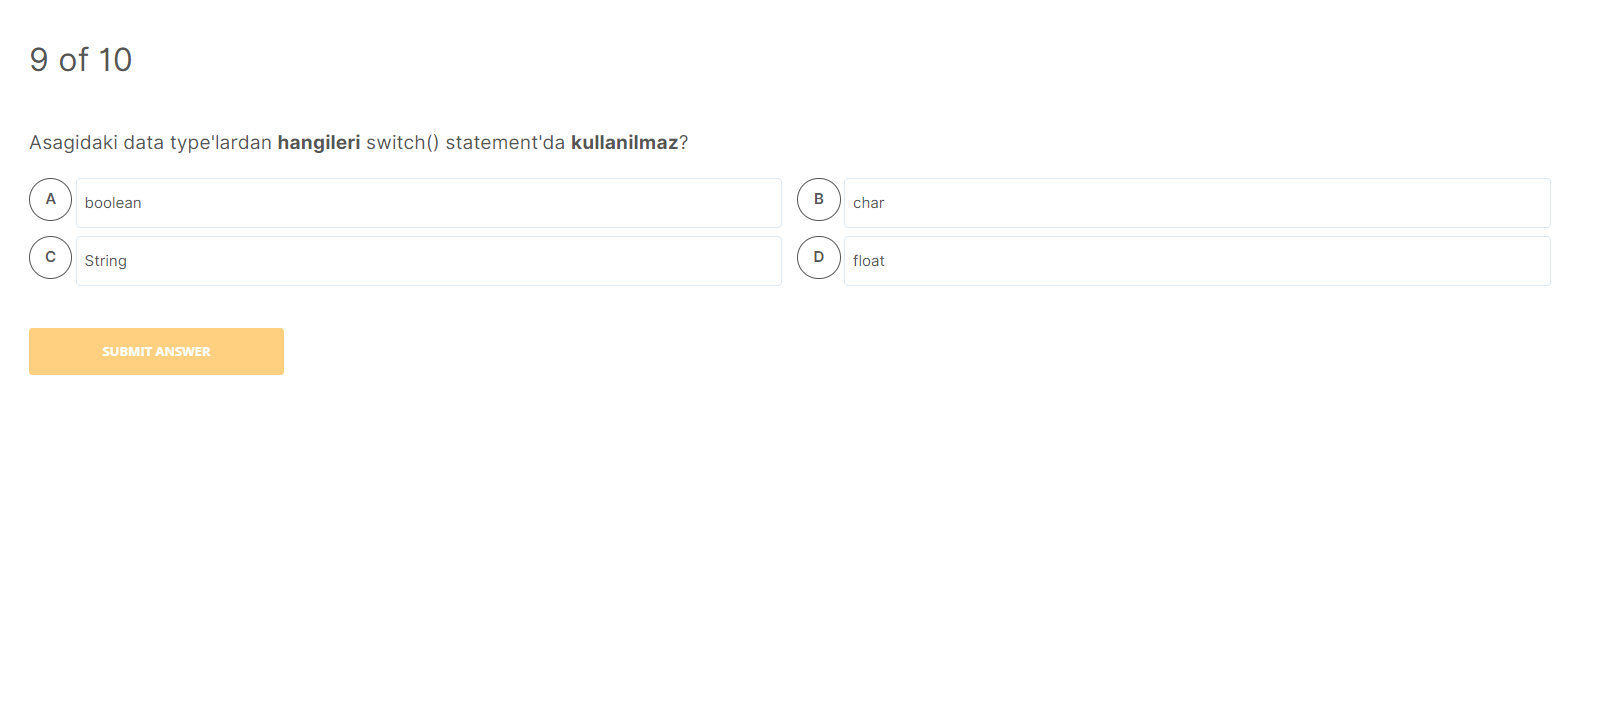 9 of 10
Asagidaki data type'lardan hangileri switch() statement'da kullanilmaz?
A boolean
B char
C String
D float
SUBMIT ANSWER